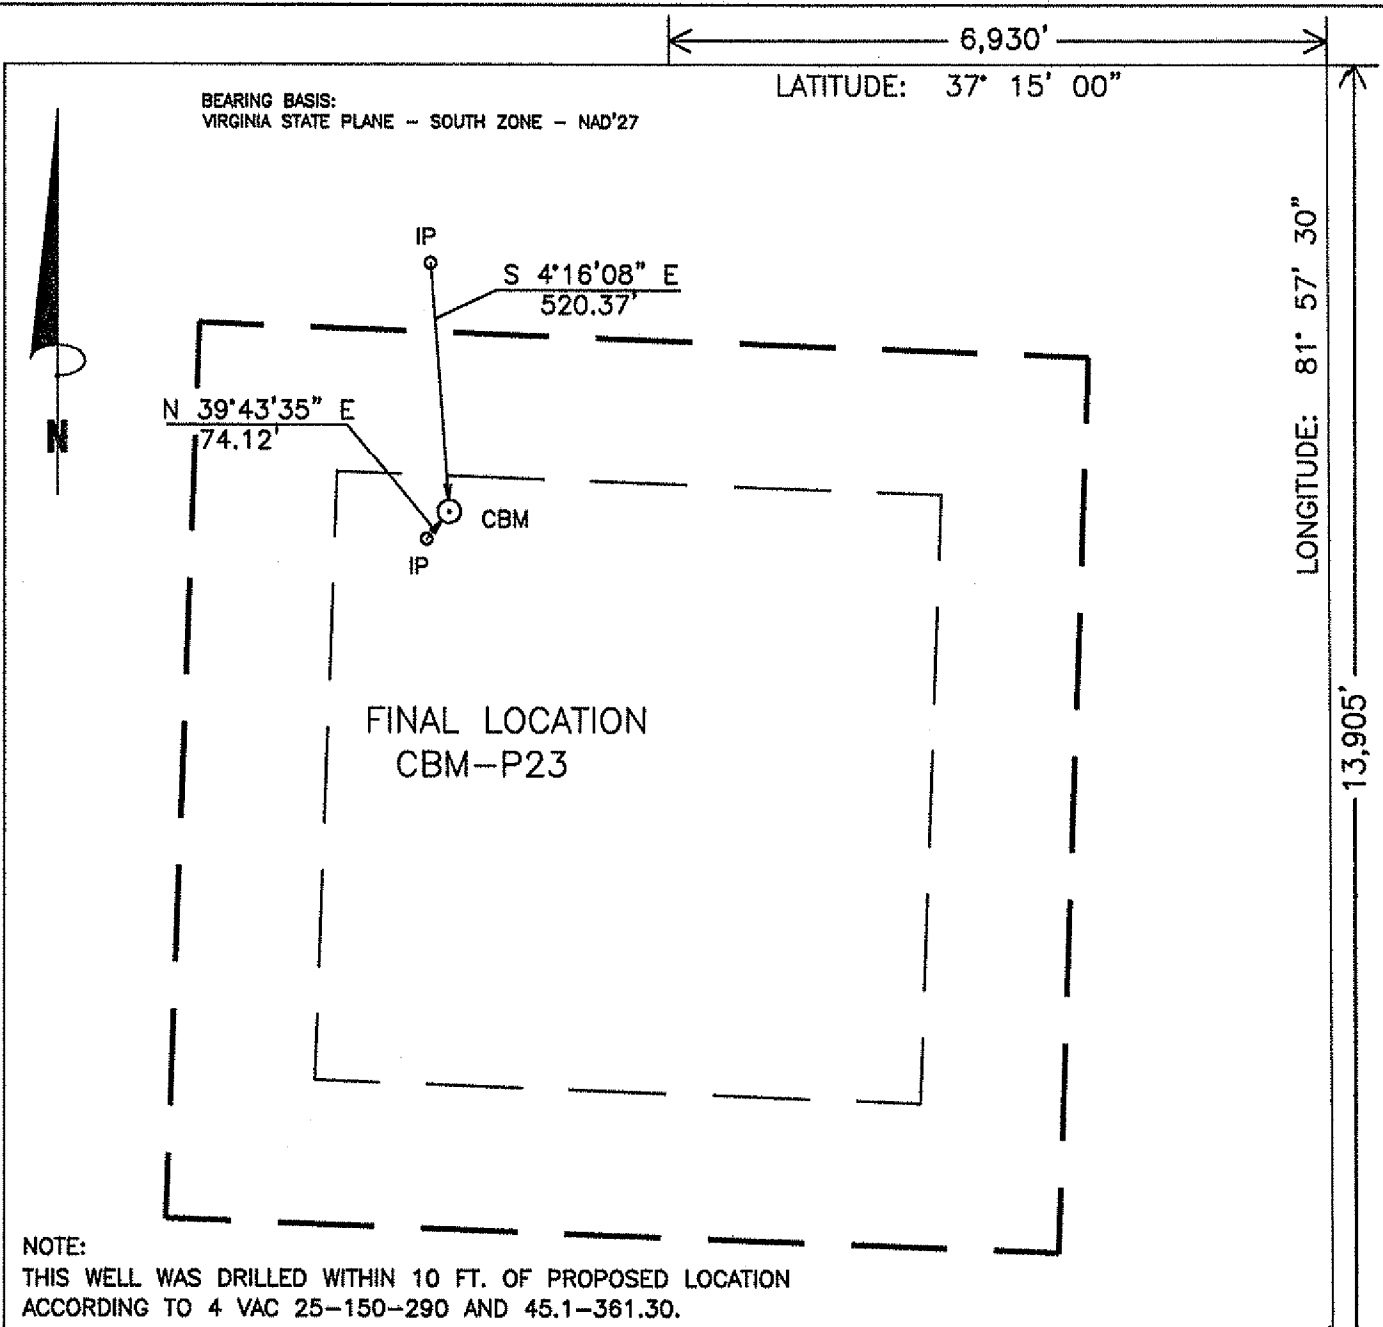 6,930'
LATITUDE: 37° 15' 00"
BEARING BASIS:
VIRGINIA STATE PLANE - SOUTH ZONE - NAD'27
LONGITUDE: 81° 57' 30"
IP
S 4°16'08" E
520.37'
N 39°43'35" E
74.12'
N
CBM
IP
FINAL LOCATION
CBM-P23
13,905'
NOTE:
THIS WELL WAS DRILLED WITHIN 10 FT. OF PROPOSED LOCATION
ACCORDING TO 4 VAC 25-150-290 AND 45.1-361.30.